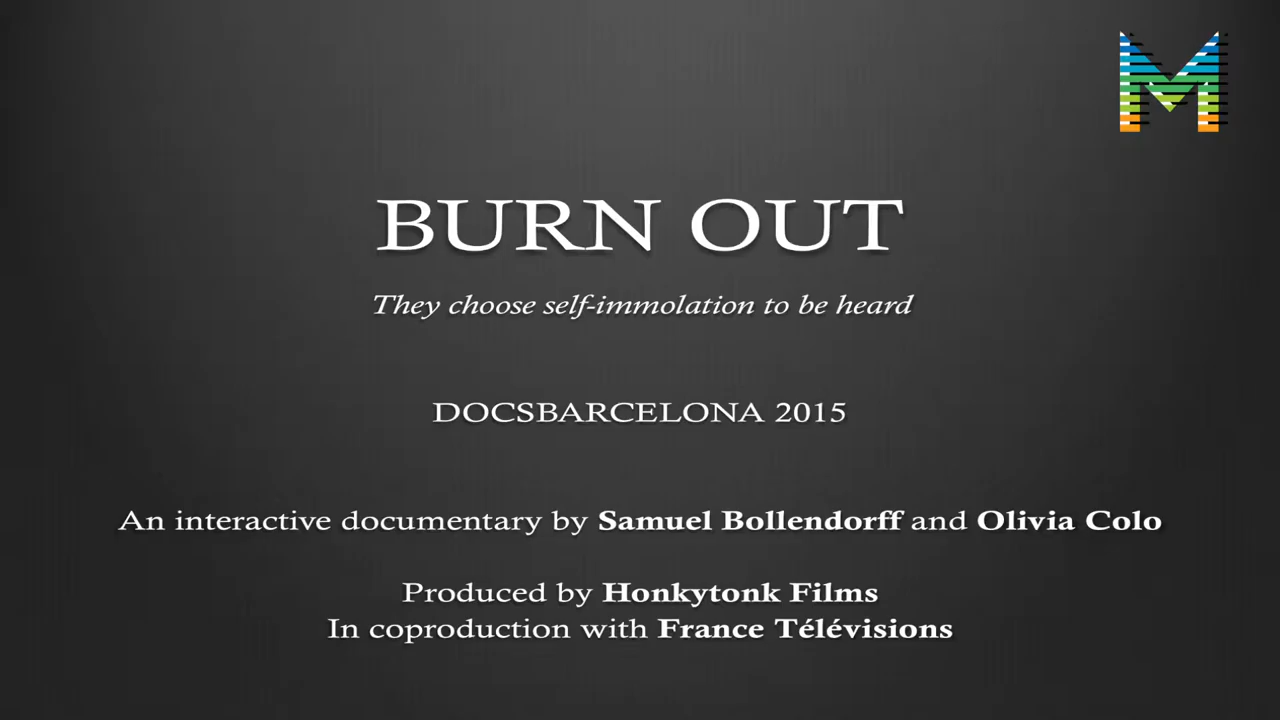 M
BURN OUT
They choose self-immolation to be heard
DOCSBARCELONA 2015
An interactive documentary by Samuel Bollendorff and Olivia Colo
Produced by Honkytonk Films
In coproduction with France Télévisions